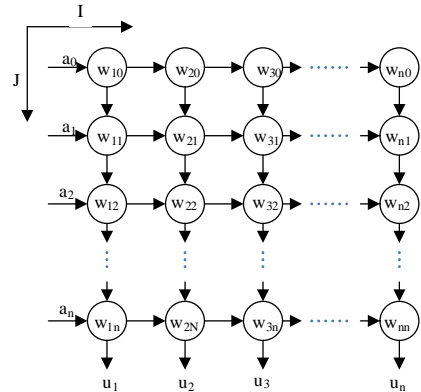 I
J
a0 w10 w20 w30 ...... wn0
a1 w11 w21 w31 ...... wn1
a2 w12 w22 w32 ...... wn2
an w1n w2N w3n ...... wnn
u1 u2 u3 un